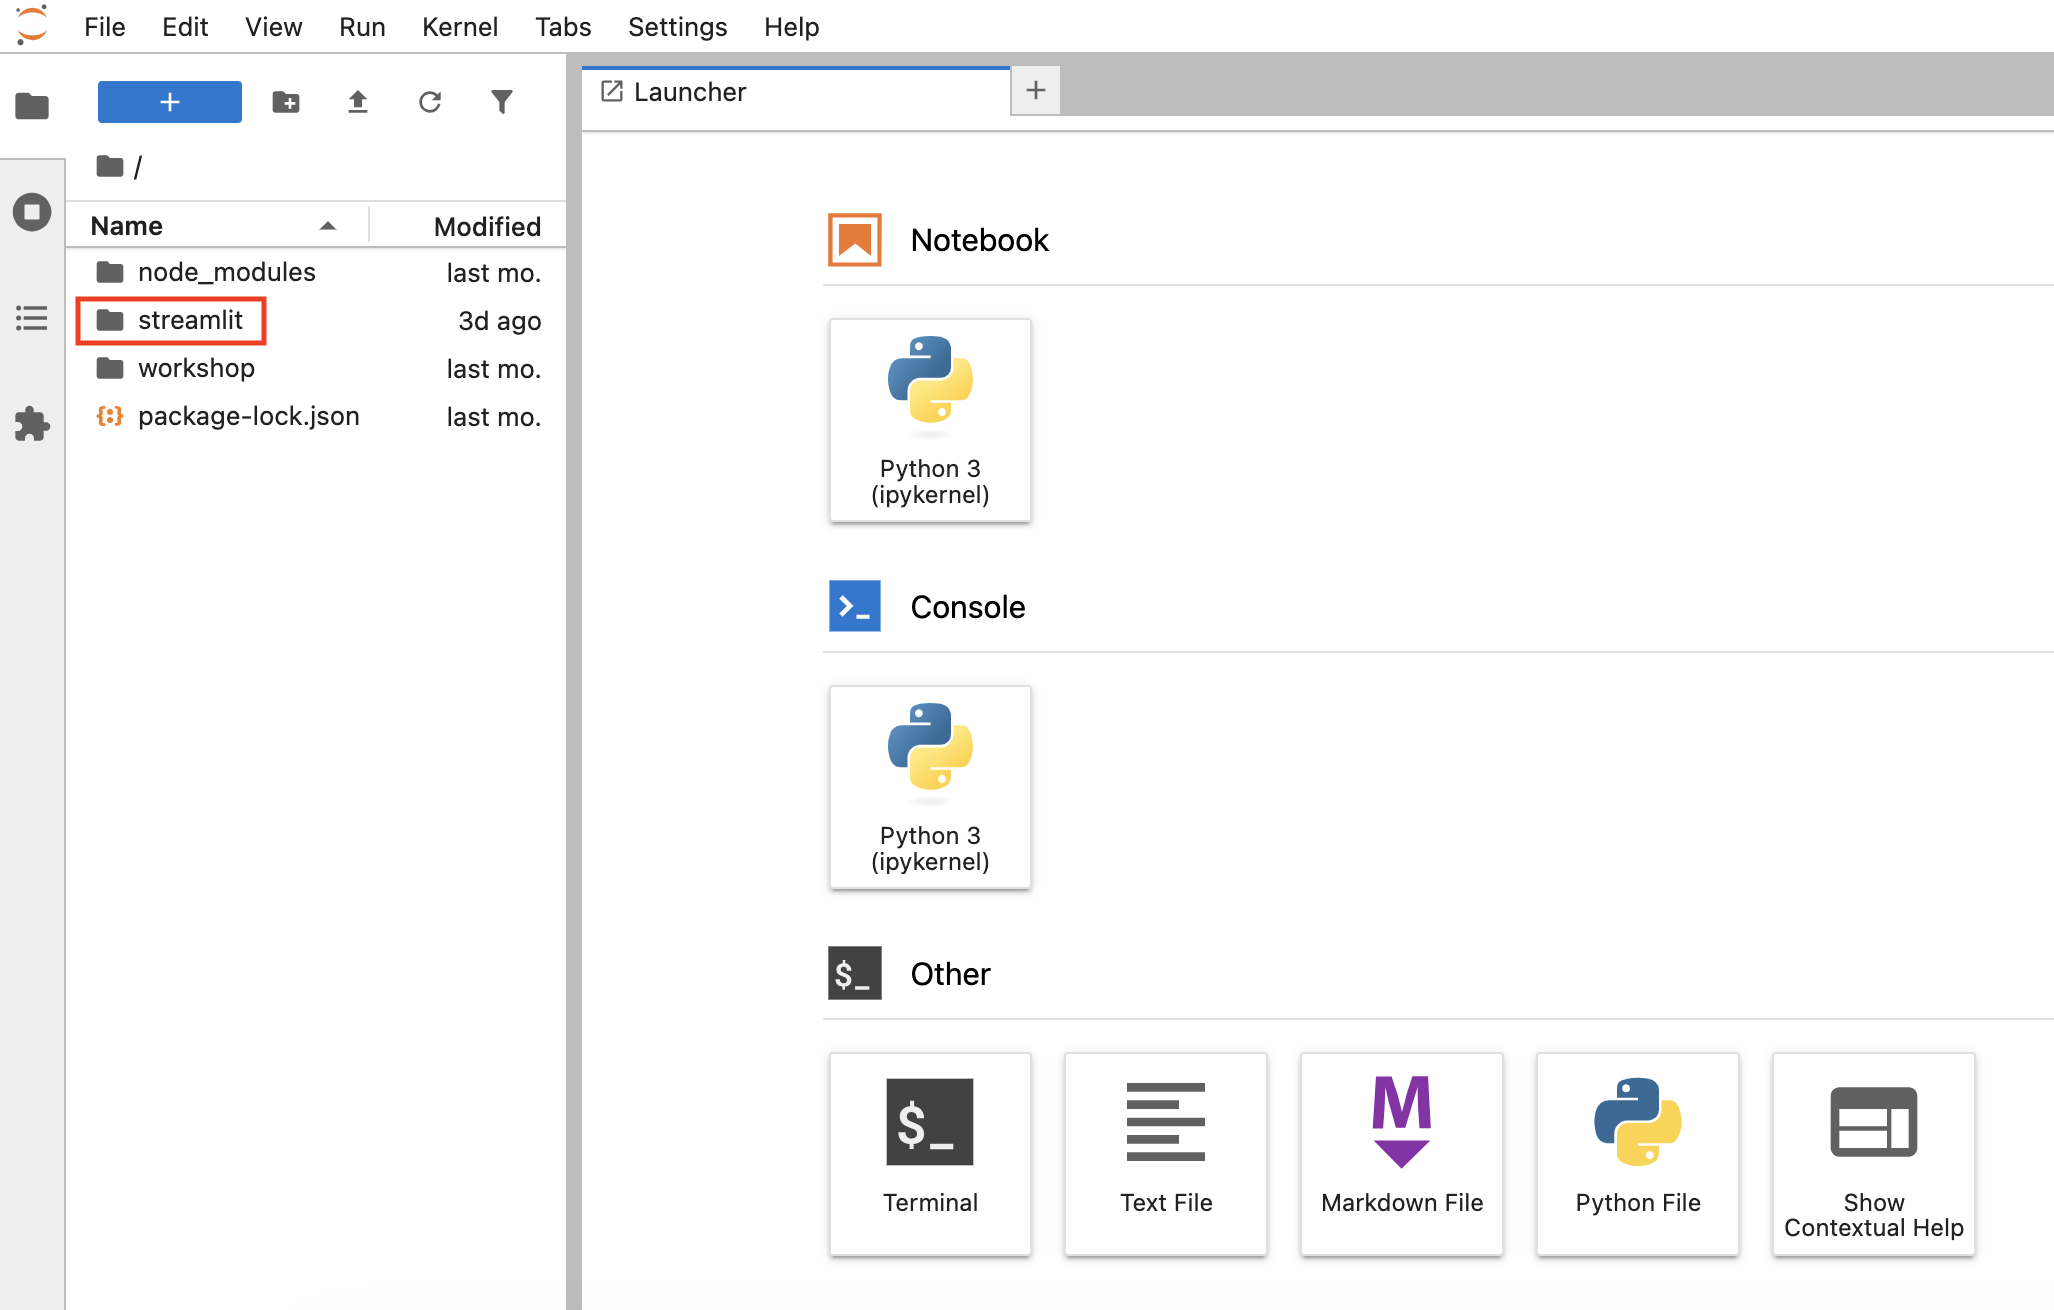 File Edit View Run Kernel Tabs Settings Help
Launcher
/
Name Modified
node_modules last mo.
streamlit 3d ago
workshop last mo.
package-lock.json last mo.
Notebook
Python 3
(ipykernel)
Console
Python 3
(ipykernel)
$_ Other
$_
Terminal
Text File
M
Markdown File
Python File
Show
Contextual Help